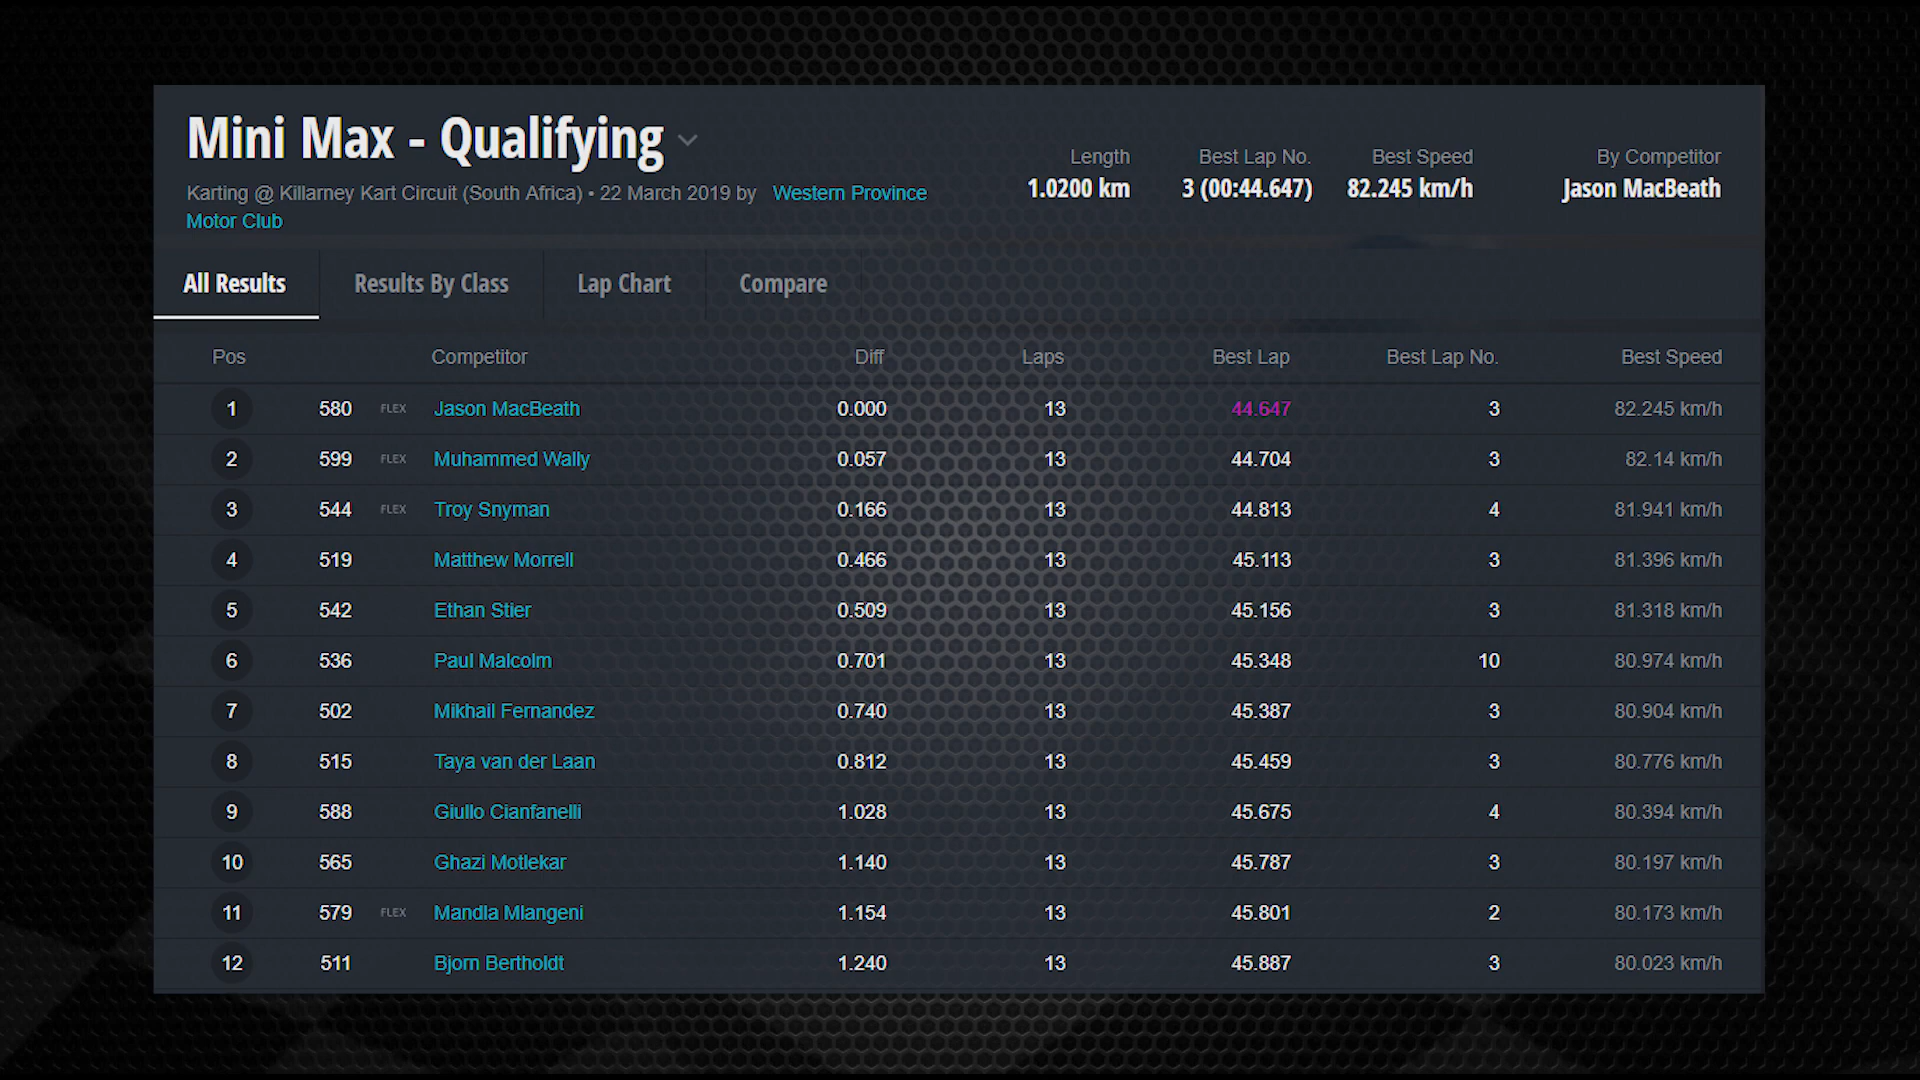 Mini Max - Qualifying
Karting @ Killarney Kart Circuit (South Africa) • 22 March 2019 by Western Province
Motor Club
Length Best Lap No. Best Speed By Competitor
1.0200 km 3 (00:44.647) 82.245 km/h Jason MacBeath
All Results Results By Class Lap Chart Compare
Pos Competitor Diff Laps Best Lap Best Lap No. Best Speed
1 580 FLEX Jason MacBeath 0.000 13 44.647 3 82.245 km/h
2 599 FLEX Muhammed Wally 0.057 13 44.704 3 82.14 km/h
3 544 FLEX Troy Snyman 0.166 13 44.813 4 81.941 km/h
4 519 Matthew Morrell 0.466 13 45.113 3 81.396 km/h
5 542 Ethan Stier 0.509 13 45.156 3 81.318 km/h
6 536 Paul Malcolm 0.701 13 45.348 10 80.974 km/h
7 502 Mikhail Fernandez 0.740 13 45.387 3 80.904 km/h
8 515 Taya van der Laan 0.812 13 45.459 3 80.776 km/h
9 588 Giullo Cianfanelli 1.028 13 45.675 4 80.394 km/h
10 565 Ghazi Motlekar 1.140 13 45.787 3 80.197 km/h
11 579 FLEX Mandla Mlangeni 1.154 13 45.801 2 80.173 km/h
12 511 Bjorn Bertholdt 1.240 13 45.887 3 80.023 km/h